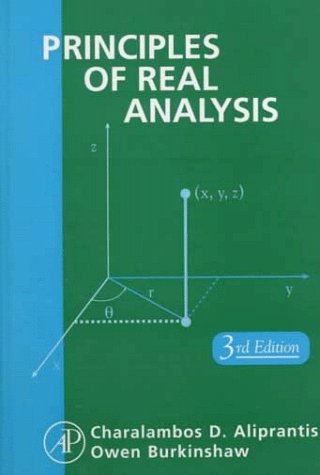 PRINCIPLES
OF REAL
ANALYSIS
z
(x, y, z)
r
y
θ
x
3rd Edition
AP
Charalambos D. Aliprantis
Owen Burkinshaw